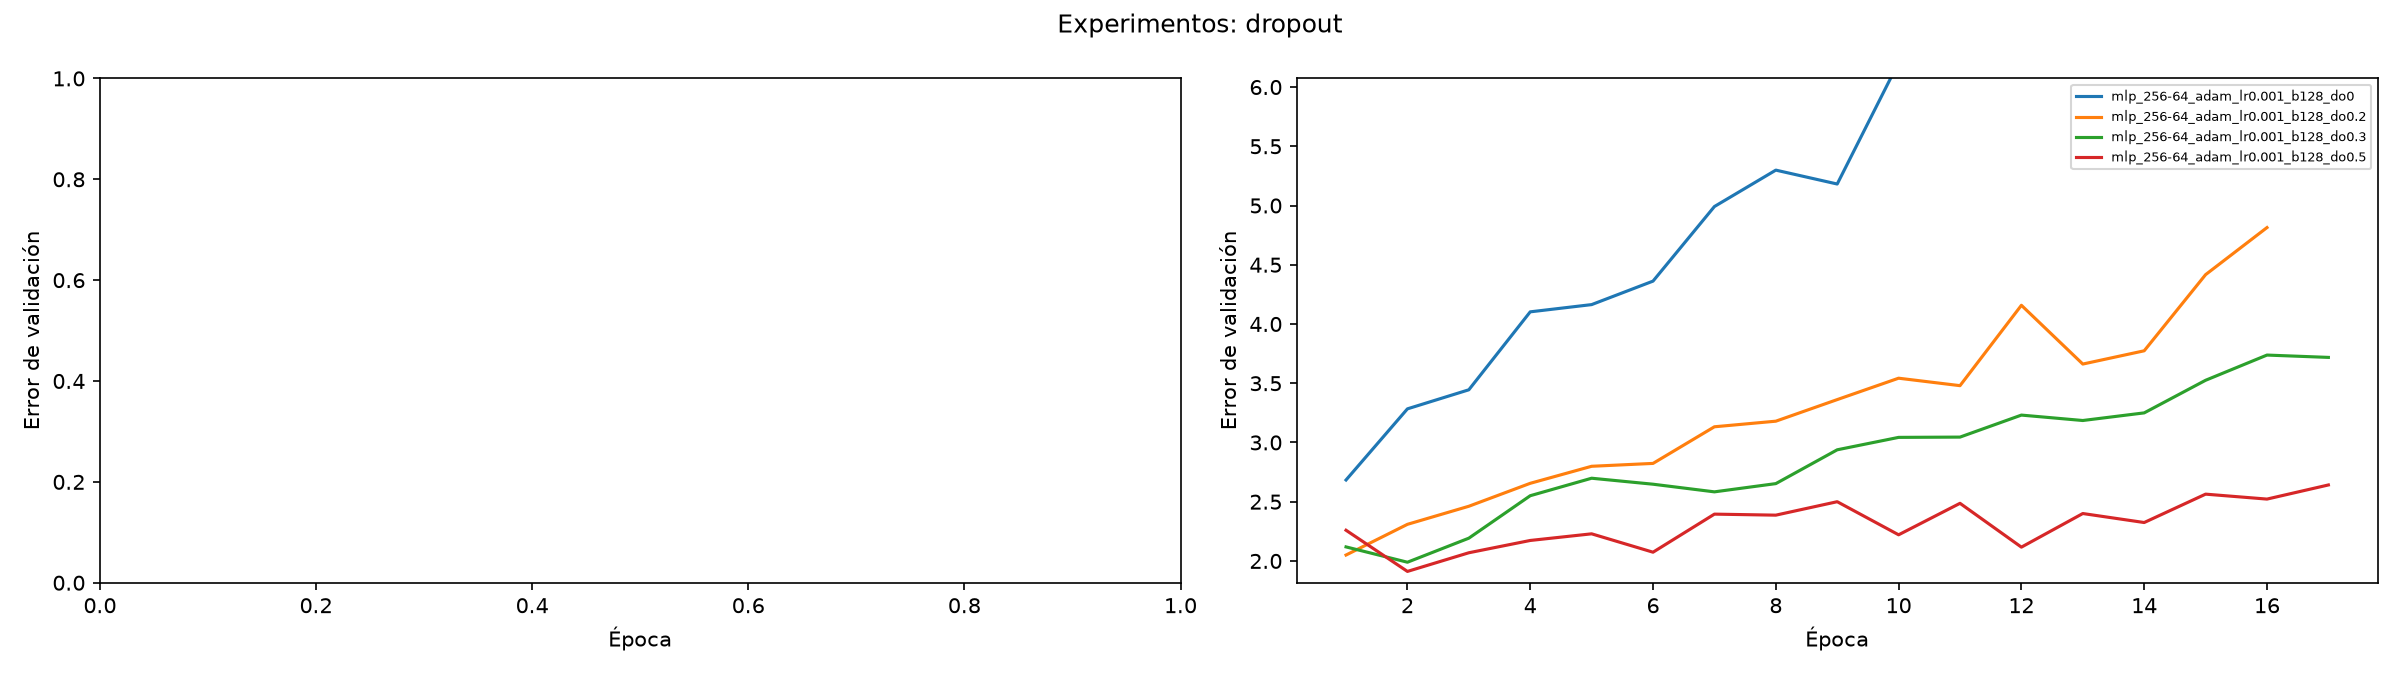 Experimentos: dropout
1.0
0.8
0.6
0.4
0.2
0.0
0.0 0.2 0.4 0.6 0.8 1.0
Error de validación
Época
6.0
5.5
5.0
4.5
4.0
3.5
3.0
2.5
2.0
2 4 6 8 10 12 14 16
Error de validación
Época
mlp_256-64_adam_lr0.001_b128_do0
mlp_256-64_adam_lr0.001_b128_do0.2
mlp_256-64_adam_lr0.001_b128_do0.3
mlp_256-64_adam_lr0.001_b128_do0.5